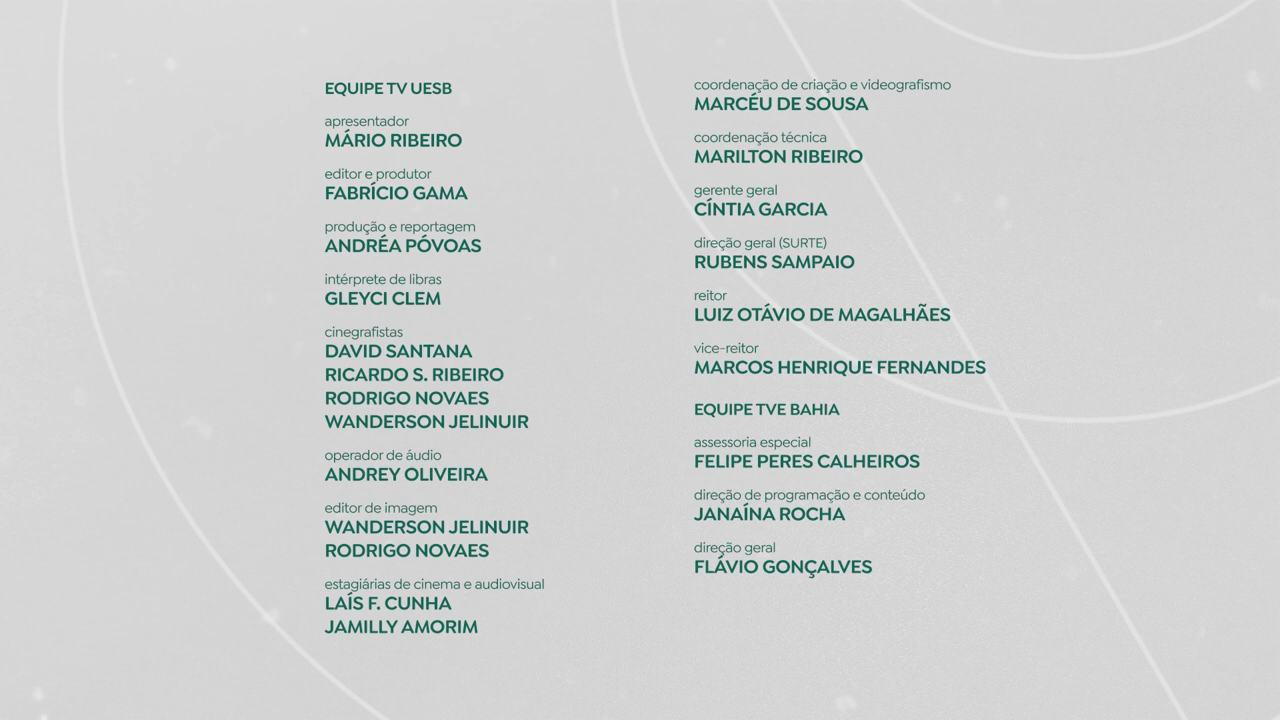 EQUIPE TV UESB
apresentador
MÁRIO RIBEIRO
editor e produtor
FABRÍCIO GAMA
produção e reportagem
ANDRÉA PÓVOAS
intérprete de libras
GLEYCI CLEM
cinegrafistas
DAVID SANTANA
RICARDO S. RIBEIRO
RODRIGO NOVAES
WANDERSON JELINUIR
operador de áudio
ANDREY OLIVEIRA
editor de imagem
WANDERSON JELINUIR
RODRIGO NOVAES
estagiárias de cinema e audiovisual
LAÍS F. CUNHA
JAMILLY AMORIM
coordenação de criação e videografismo
MARCÉU DE SOUSA
coordenação técnica
MARILTON RIBEIRO
gerente geral
CÍNTIA GARCIA
direção geral (SURTE)
RUBENS SAMPAIO
reitor
LUIZ OTÁVIO DE MAGALHÃES
vice-reitor
MARCOS HENRIQUE FERNANDES
EQUIPE TVE BAHIA
assessoria especial
FELIPE PERES CALHEIROS
direção de programação e conteúdo
JANAÍNA ROCHA
direção geral
FLÁVIO GONÇALVES